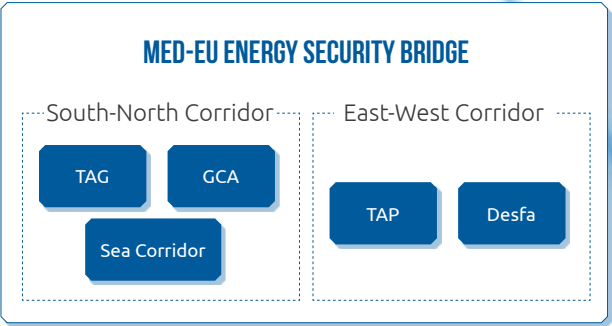 MED-EU ENERGY SECURITY BRIDGE
South-North Corridor
TAG
GCA
Sea Corridor
East-West Corridor
TAP
Desfa